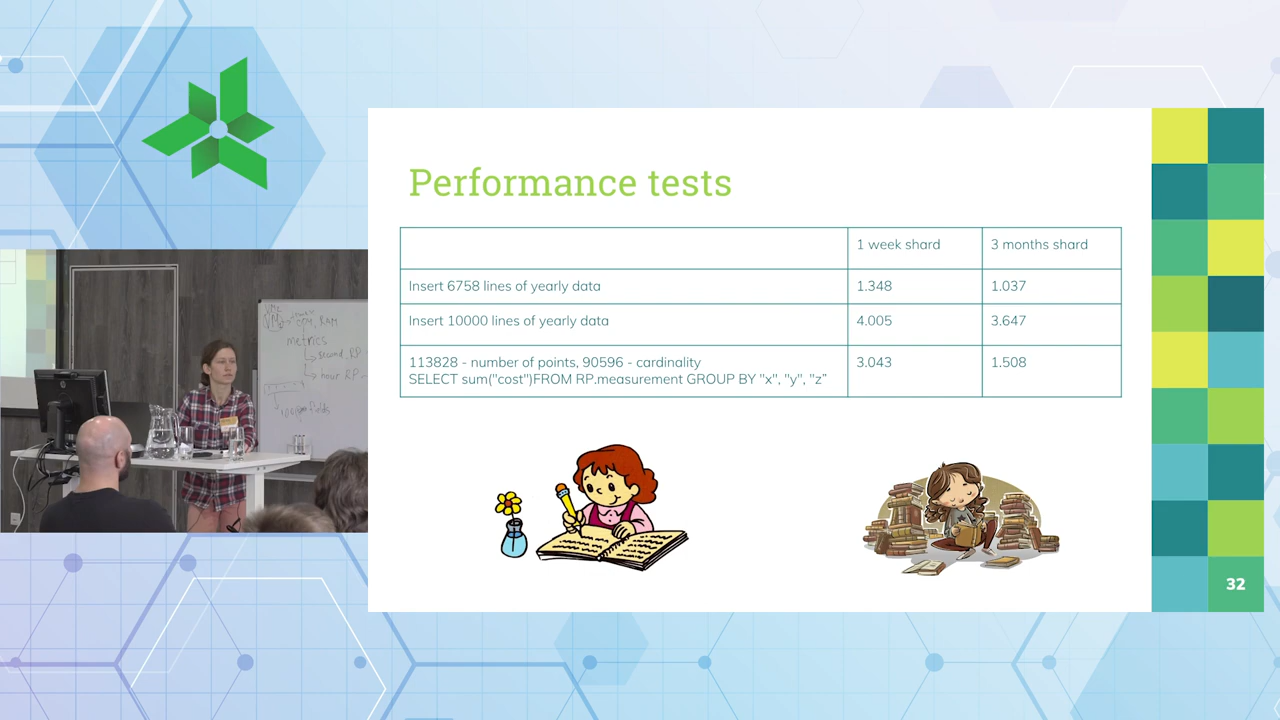 Performance tests
1 week shard 3 months shard
Insert 6758 lines of yearly data 1.348 1.037
Insert 10000 lines of yearly data 4.005 3.647
113828 - number of points, 90596 - cardinality 3.043 1.508
SELECT sum("cost")FROM RP.measurement GROUP BY "x", "y", "z"
32
metrics